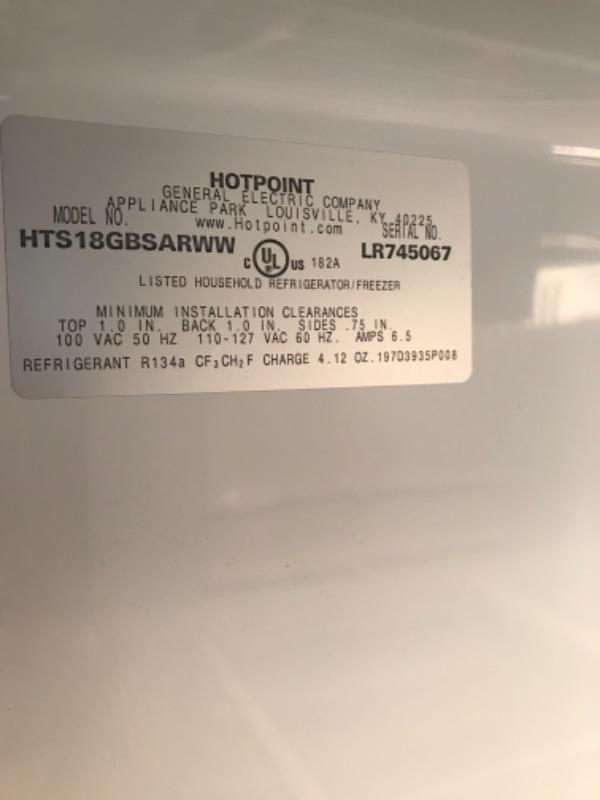 HOTPOINT
GENERAL ELECTRIC COMPANY
APPLIANCE PARK LOUISVILLE, KY 40225
MODEL NO. www.Hotpoint.com SERIAL NO.
HTS18GBSARWW C UL US 182A LR745067
LISTED HOUSEHOLD REFRIGERATOR/FREEZER
MINIMUM INSTALLATION CLEARANCES
TOP 1.0 IN. BACK 1.0 IN. SIDES .75 IN.
100 VAC 50 HZ 110-127 VAC 60 HZ. AMPS 6.5
REFRIGERANT R134a CF₃CH₂F CHARGE 4.12 OZ. 197D3935P008